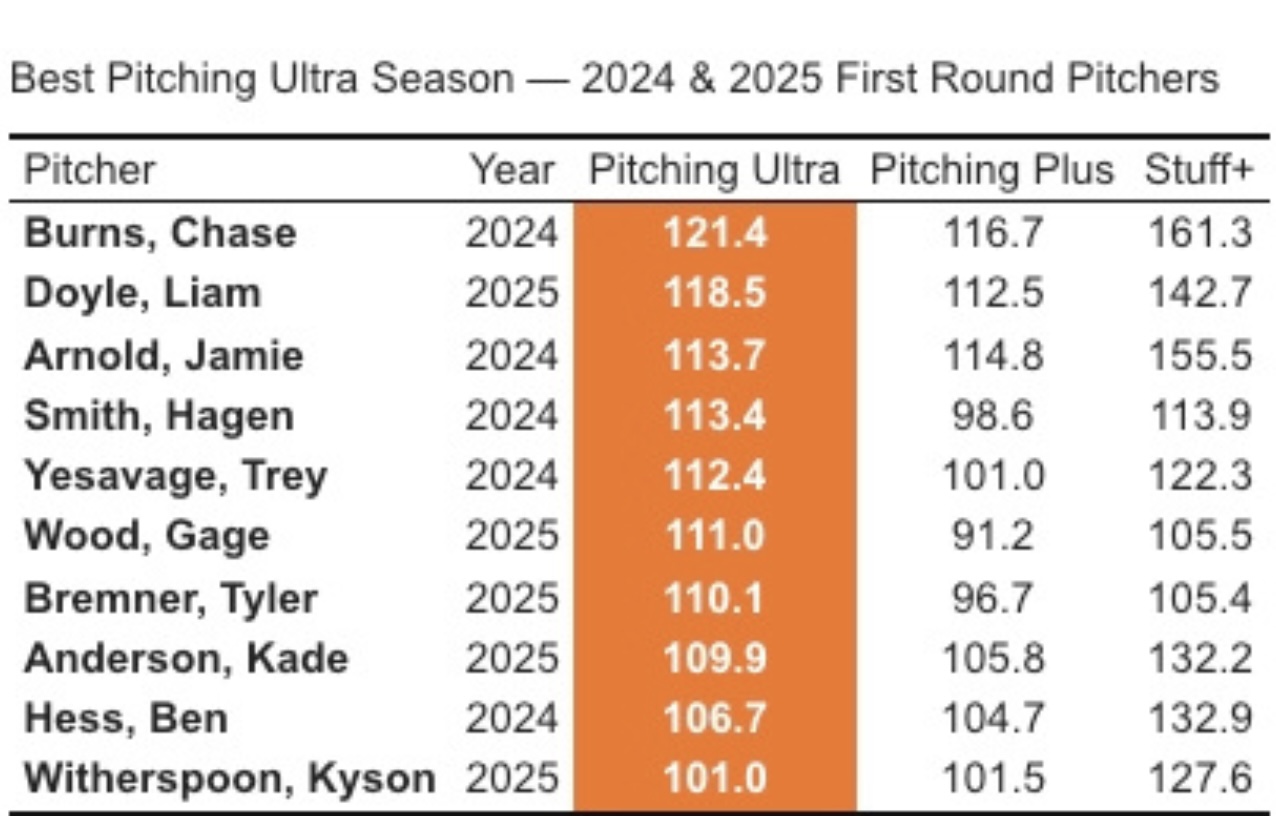 Best Pitching Ultra Season — 2024 & 2025 First Round Pitchers
Pitcher Year Pitching Ultra Pitching Plus Stuff+
Burns, Chase 2024 121.4 116.7 161.3
Doyle, Liam 2025 118.5 112.5 142.7
Arnold, Jamie 2024 113.7 114.8 155.5
Smith, Hagen 2024 113.4 98.6 113.9
Yesavage, Trey 2024 112.4 101.0 122.3
Wood, Gage 2025 111.0 91.2 105.5
Bremner, Tyler 2025 110.1 96.7 105.4
Anderson, Kade 2025 109.9 105.8 132.2
Hess, Ben 2024 106.7 104.7 132.9
Witherspoon, Kyson 2025 101.0 101.5 127.6